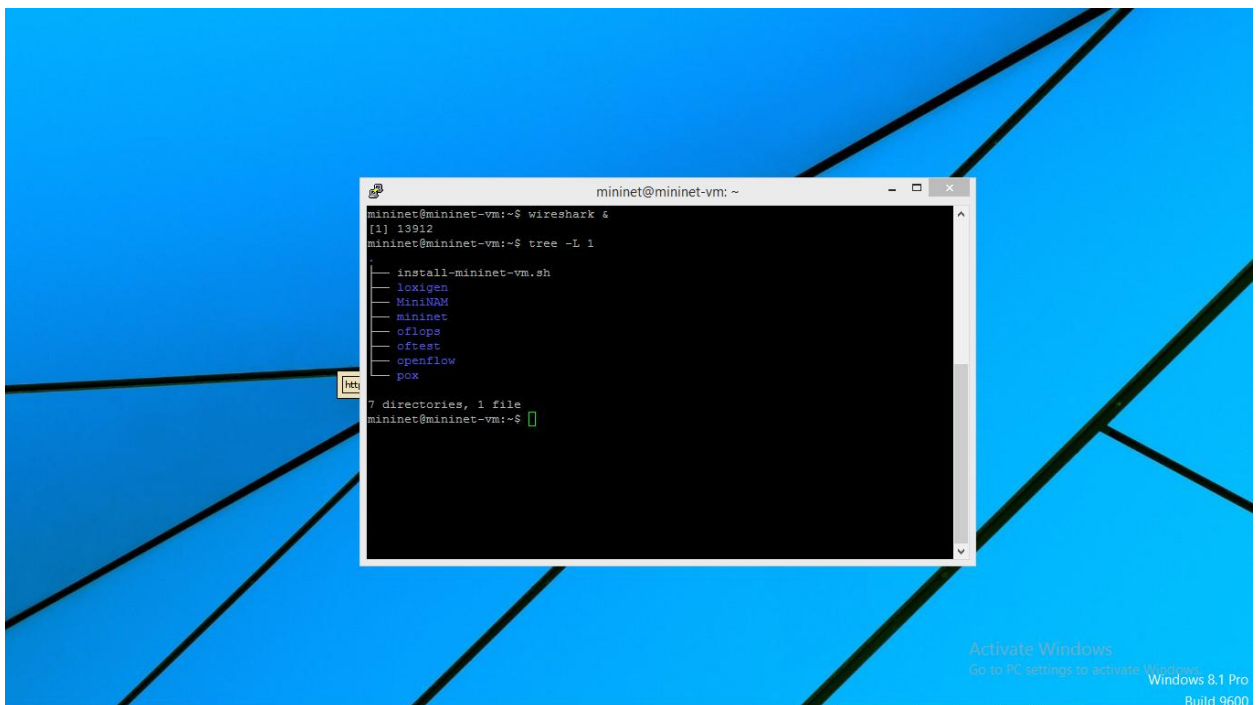 mininet@mininet-vm: ~
mininet@mininet-vm:~$ wireshark &
[1] 13912
mininet@mininet-vm:~$ tree -L 1
.
├── install-mininet-vm.sh
├── loxigen
├── MiniNAM
├── mininet
├── oflops
├── oftest
├── openflow
└── pox
7 directories, 1 file
mininet@mininet-vm:~$
htt
Activate Windows
Go to PC settings to activate Windows.
Windows 8.1 Pro
Build 9600